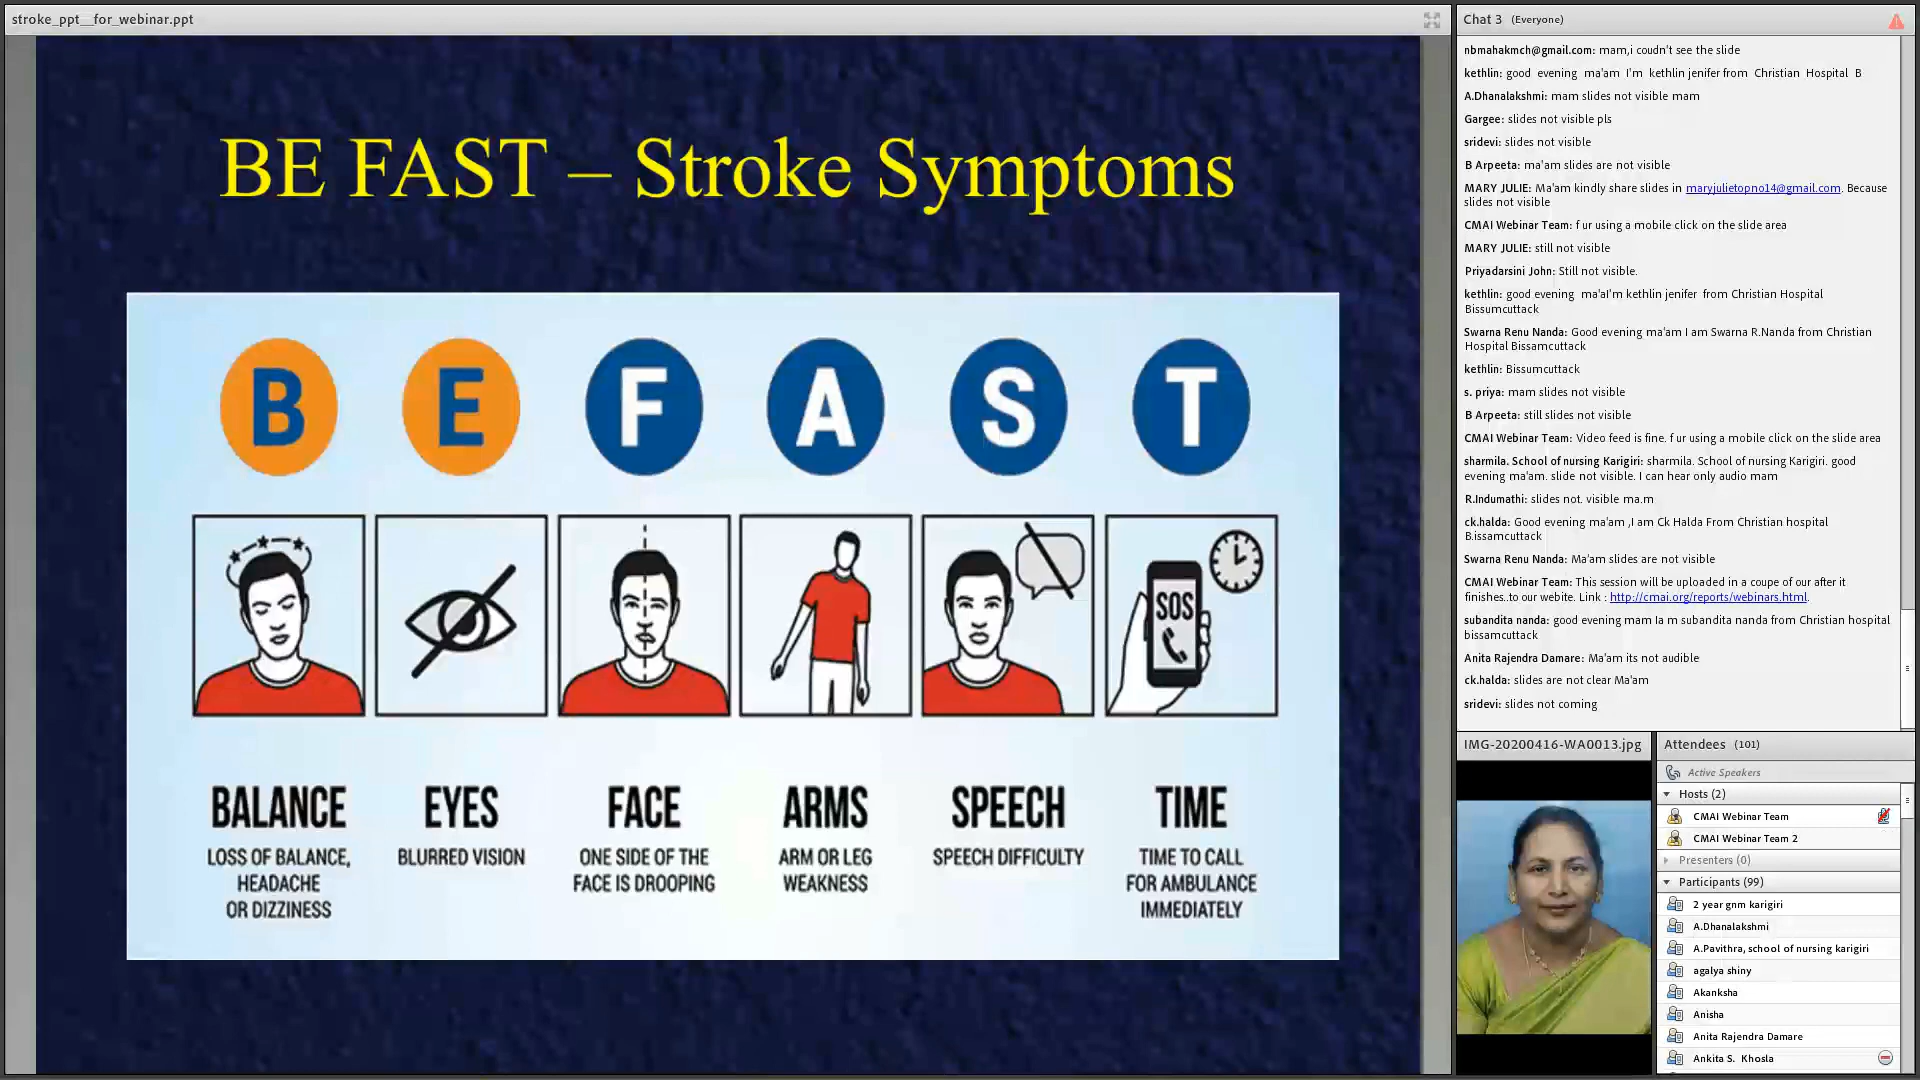 stroke_ppt__for_webinar.ppt
BE FAST – Stroke Symptoms
B E F A S T
SOS
BALANCE
LOSS OF BALANCE,
HEADACHE
OR DIZZINESS
EYES
BLURRED VISION
FACE
ONE SIDE OF THE
FACE IS DROOPING
ARMS
ARM OR LEG
WEAKNESS
SPEECH
SPEECH DIFFICULTY
TIME
TIME TO CALL
FOR AMBULANCE
IMMEDIATELY
Chat 3 (Everyone)
nbmahakmch@gmail.com: mam,i coudn't see the slide
kethlin: good evening ma'am I'm kethlin jenifer from Christian Hospital B
A.Dhanalakshmi: mam slides not visible mam
Gargee: slides not visible pls
sridevi: slides not visible
B Arpeeta: ma'am slides are not visible
MARY JULIE: Ma'am kindly share slides in maryjulietopno14@gmail.com. Because
slides not visible
CMAI Webinar Team: f ur using a mobile click on the slide area
MARY JULIE: still not visible
Priyadarsini John: Still not visible.
kethlin: good evening ma'aI'm kethlin jenifer from Christian Hospital
Bissumcuttack
Swarna Renu Nanda: Good evening ma'am I am Swarna R.Nanda from Christian
Hospital Bissamcuttack
kethlin: Bissumcuttack
s. priya: mam slides not visible
B Arpeeta: still slides not visible
CMAI Webinar Team: Video feed is fine. f ur using a mobile click on the slide area
sharmila. School of nursing Karigiri: sharmila. School of nursing Karigiri. good
evening ma'am. slide not visible. I can hear only audio mam
R.Indumathi: slides not. visible ma.m
ck.halda: Good evening ma'am ,I am Ck Halda From Christian hospital
B.issamcuttack
Swarna Renu Nanda: Ma'am slides are not visible
CMAI Webinar Team: This session will be uploaded in a coupe of our after it
finishes..to our webite. Link : http://cmai.org/reports/webinars.html.
subandita nanda: good evening mam Ia m subandita nanda from Christian hospital
bissamcuttack
Anita Rajendra Damare: Ma'am its not audible
ck.halda: slides are not clear Ma'am
sridevi: slides not coming
IMG-20200416-WA0013.jpg
Attendees (101)
Active Speakers
Hosts (2)
CMAI Webinar Team
CMAI Webinar Team 2
Presenters (0)
Participants (99)
2 year gnm karigiri
A.Dhanalakshmi
A.Pavithra, school of nursing karigiri
agalya shiny
Akanksha
Anisha
Anita Rajendra Damare
Ankita S. Khosla